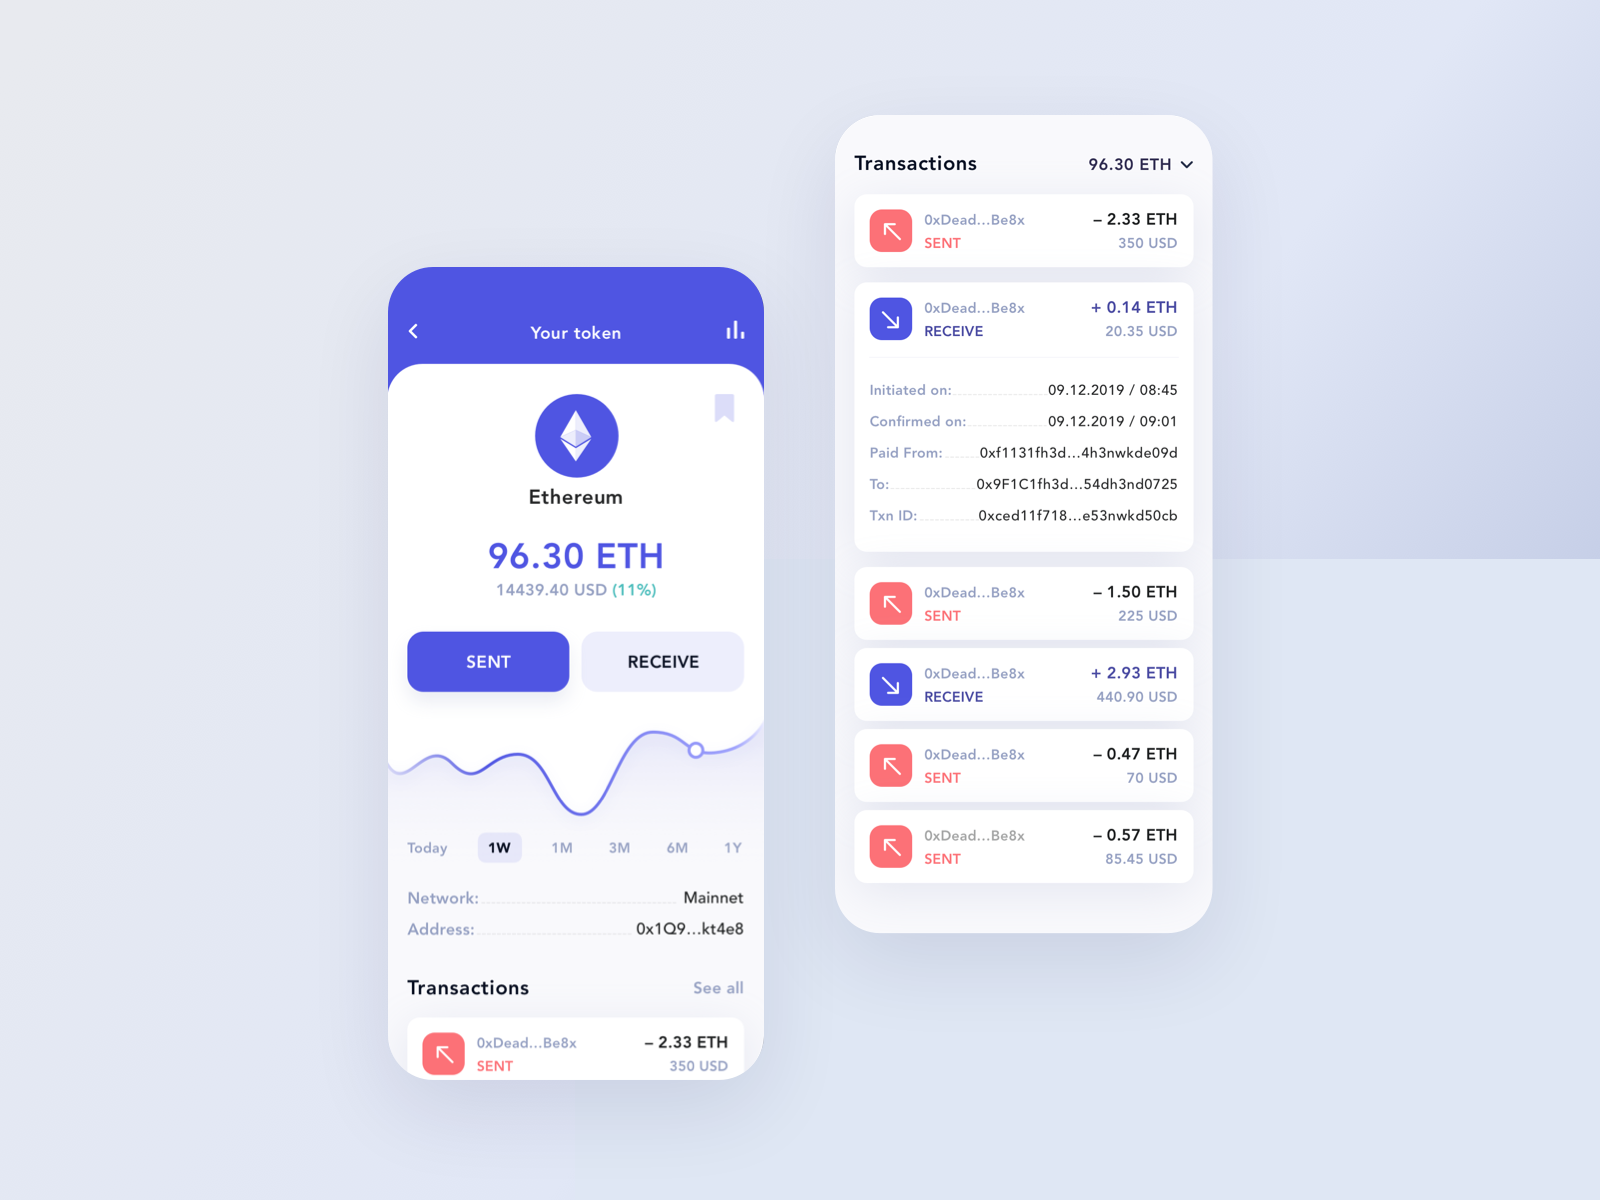 Your token
Ethereum
96.30 ETH
14439.40 USD (11%)
SENT
RECEIVE
Today 1W 1M 3M 6M 1Y
Network: Mainnet
Address: 0x1Q9...kt4e8
Transactions See all
0xDead...Be8x – 2.33 ETH
SENT 350 USD
Transactions 96.30 ETH
0xDead...Be8x – 2.33 ETH
SENT 350 USD
0xDead...Be8x + 0.14 ETH
RECEIVE 20.35 USD
Initiated on: 09.12.2019 / 08:45
Confirmed on: 09.12.2019 / 09:01
Paid From: 0xf1131fh3d...4h3nwkde09d
To: 0x9F1C1fh3d...54dh3nd0725
Txn ID: 0xced11f718...e53nwkd50cb
0xDead...Be8x – 1.50 ETH
SENT 225 USD
0xDead...Be8x + 2.93 ETH
RECEIVE 440.90 USD
0xDead...Be8x – 0.47 ETH
SENT 70 USD
0xDead...Be8x – 0.57 ETH
SENT 85.45 USD